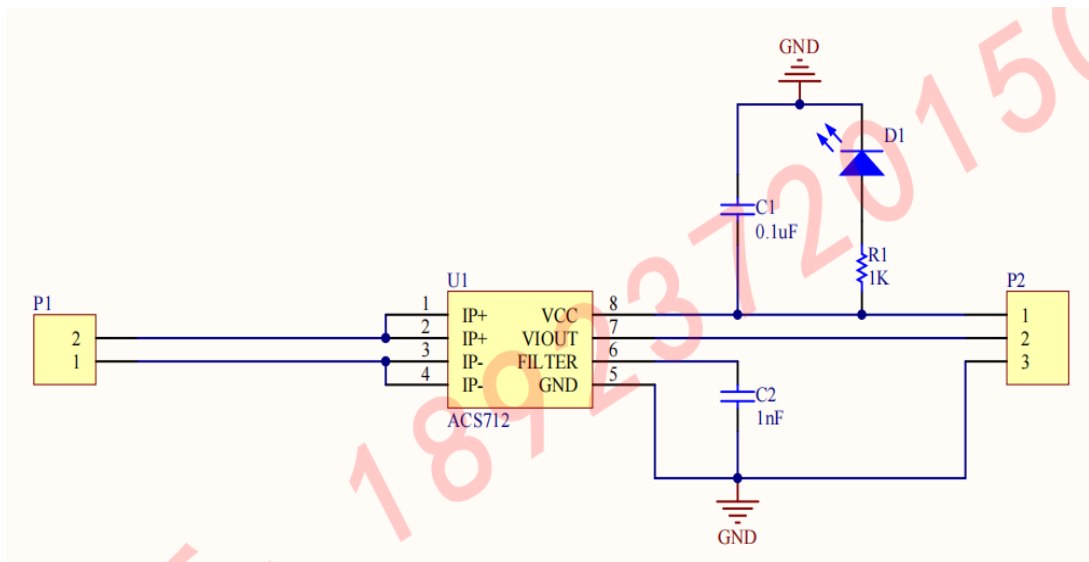 GND
D1
C1
0.1uF
R1
1K
U1
P1
P2
1 IP+ VCC 8
2 IP+ VIOUT 7
3 IP- FILTER 6
4 IP- GND 5
2
1
1
2
3
ACS712
C2
1nF
GND
1892372015